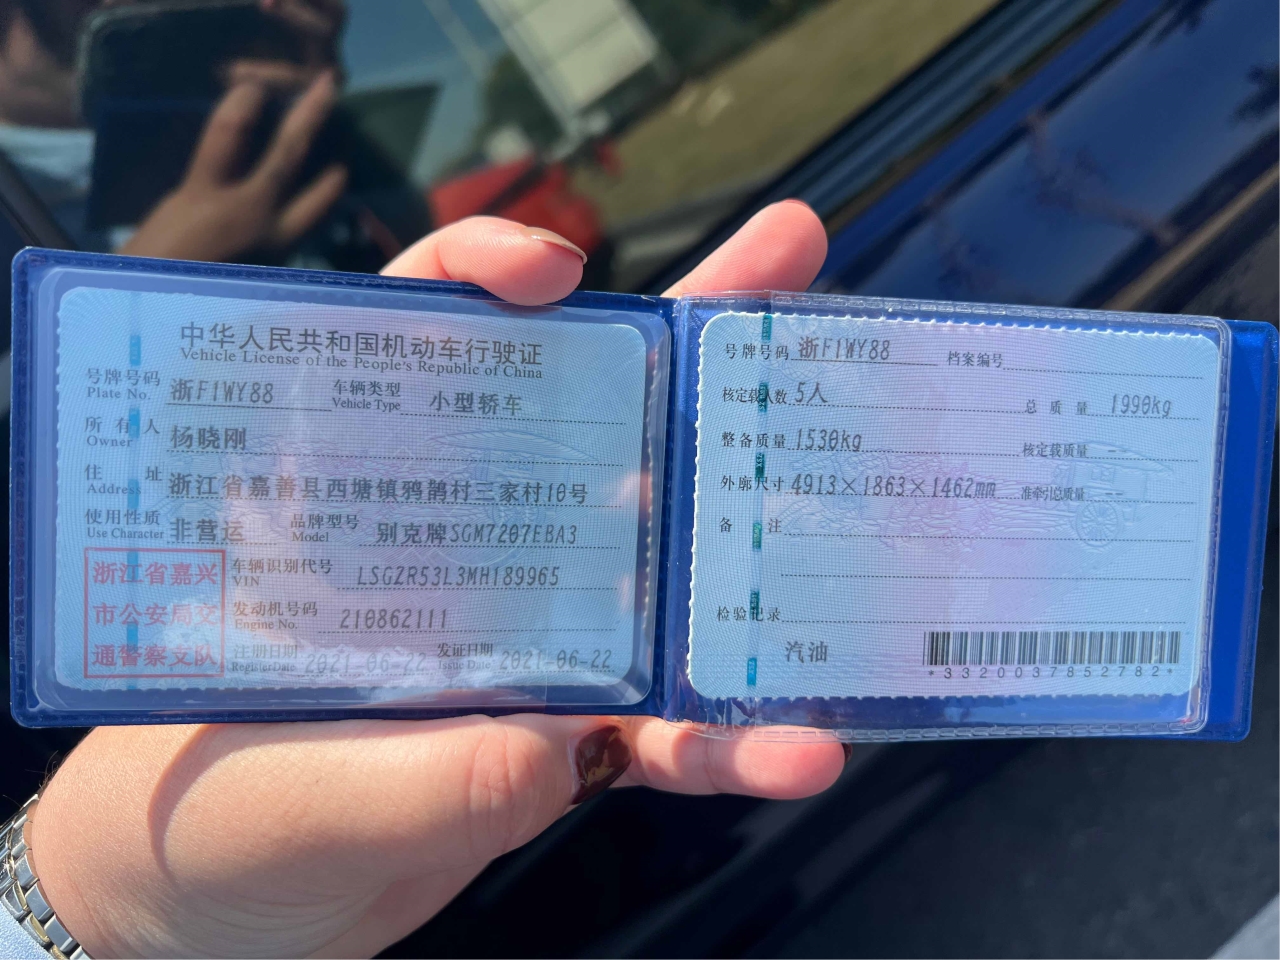 中华人民共和国机动车行驶证
Vehicle License of the People's Republic of China
号牌号码 浙F1WY88 车辆类型 小型轿车
Plate No. Vehicle Type
所有人 杨晓刚
Owner
住址 浙江省嘉善县西塘镇鸦鹊村三家村10号
Address
使用性质 非营运 品牌型号 别克牌SGM7207EBA3
Use Character Model
浙江省嘉兴
市公安局交
通警察支队
车辆识别代号 LSGZR53L3MH189965
VIN
发动机号码 210862111
Engine No.
注册日期 2021-06-22 发证日期 2021-06-22
Register Date Issue Date
号牌号码 浙F1WY88 档案编号
核定载人数 5人 总质量 1990kg
整备质量 1530kg 核定载质量 --
外廓尺寸 4913×1863×1462mm 准牵引总质量 --
备注
检验记录
汽油
*3320037852782*